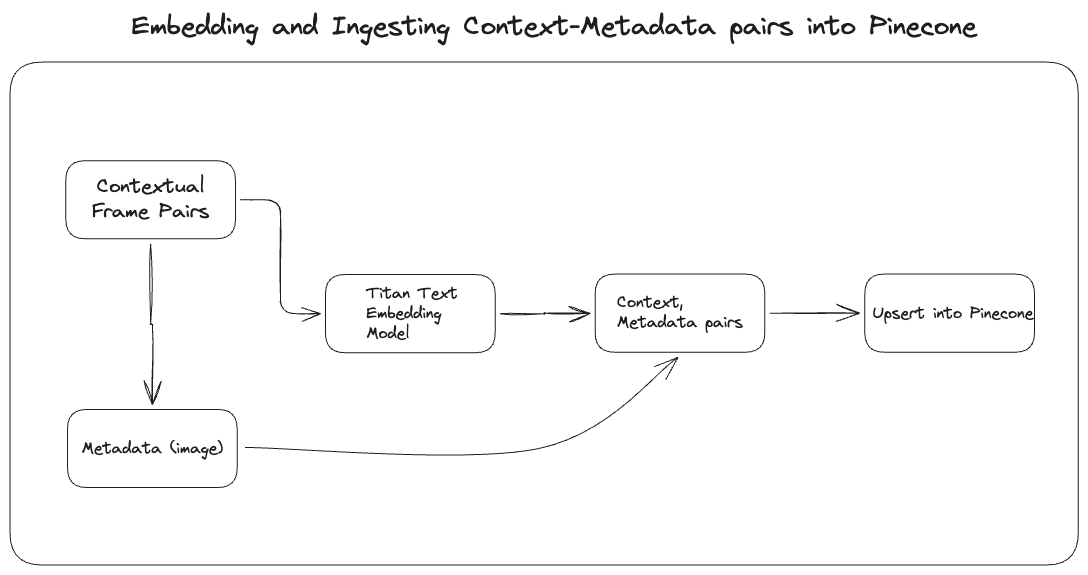 Embedding and Ingesting Context-Metadata pairs into Pinecone
Contextual
Frame Pairs
Titan Text
Embedding
Model
Context,
Metadata pairs
Upsert into Pinecone
Metadata (image)